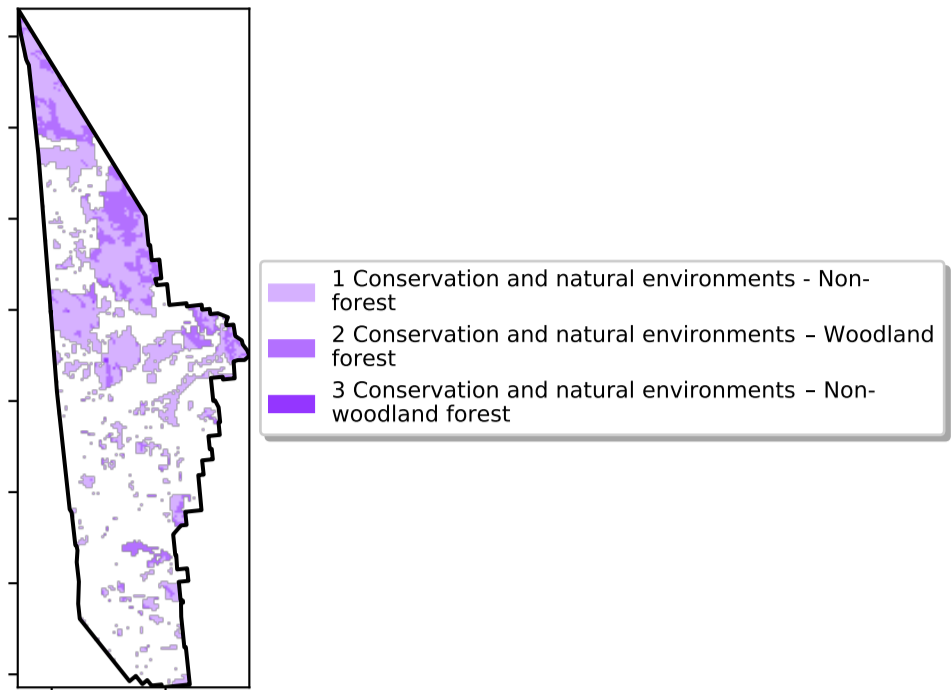 1 Conservation and natural environments - Non-
forest
2 Conservation and natural environments – Woodland
forest
3 Conservation and natural environments – Non-
woodland forest